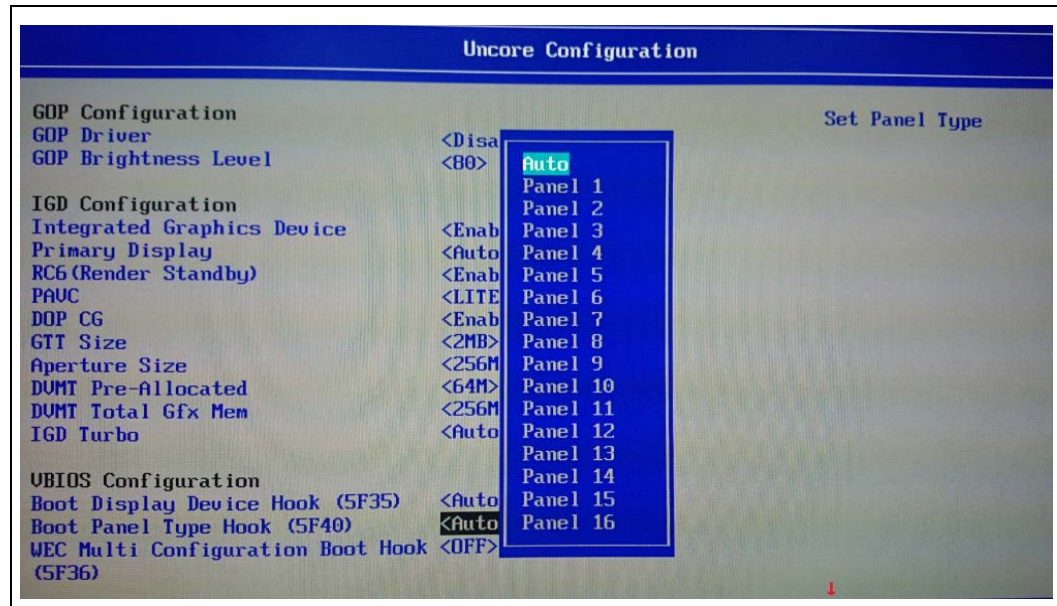 Uncore Configuration
GOP Configuration
Set Panel Type
GOP Driver <Disa
GOP Brightness Level <80>
IGD Configuration
Integrated Graphics Device <Enab
Primary Display <Auto
RC6(Render Standby) <Enab
PAVC <LITE
DOP CG <Enab
GTT Size <2MB>
Aperture Size <256M
DVMT Pre-Allocated <64M>
DVMT Total Gfx Mem <256M
IGD Turbo <Auto
VBIOS Configuration
Boot Display Device Hook (5F35) <Auto
Boot Panel Type Hook (5F40) <Auto
WEC Multi Configuration Boot Hook <OFF>
(5F36)
Auto
Panel 1
Panel 2
Panel 3
Panel 4
Panel 5
Panel 6
Panel 7
Panel 8
Panel 9
Panel 10
Panel 11
Panel 12
Panel 13
Panel 14
Panel 15
Panel 16